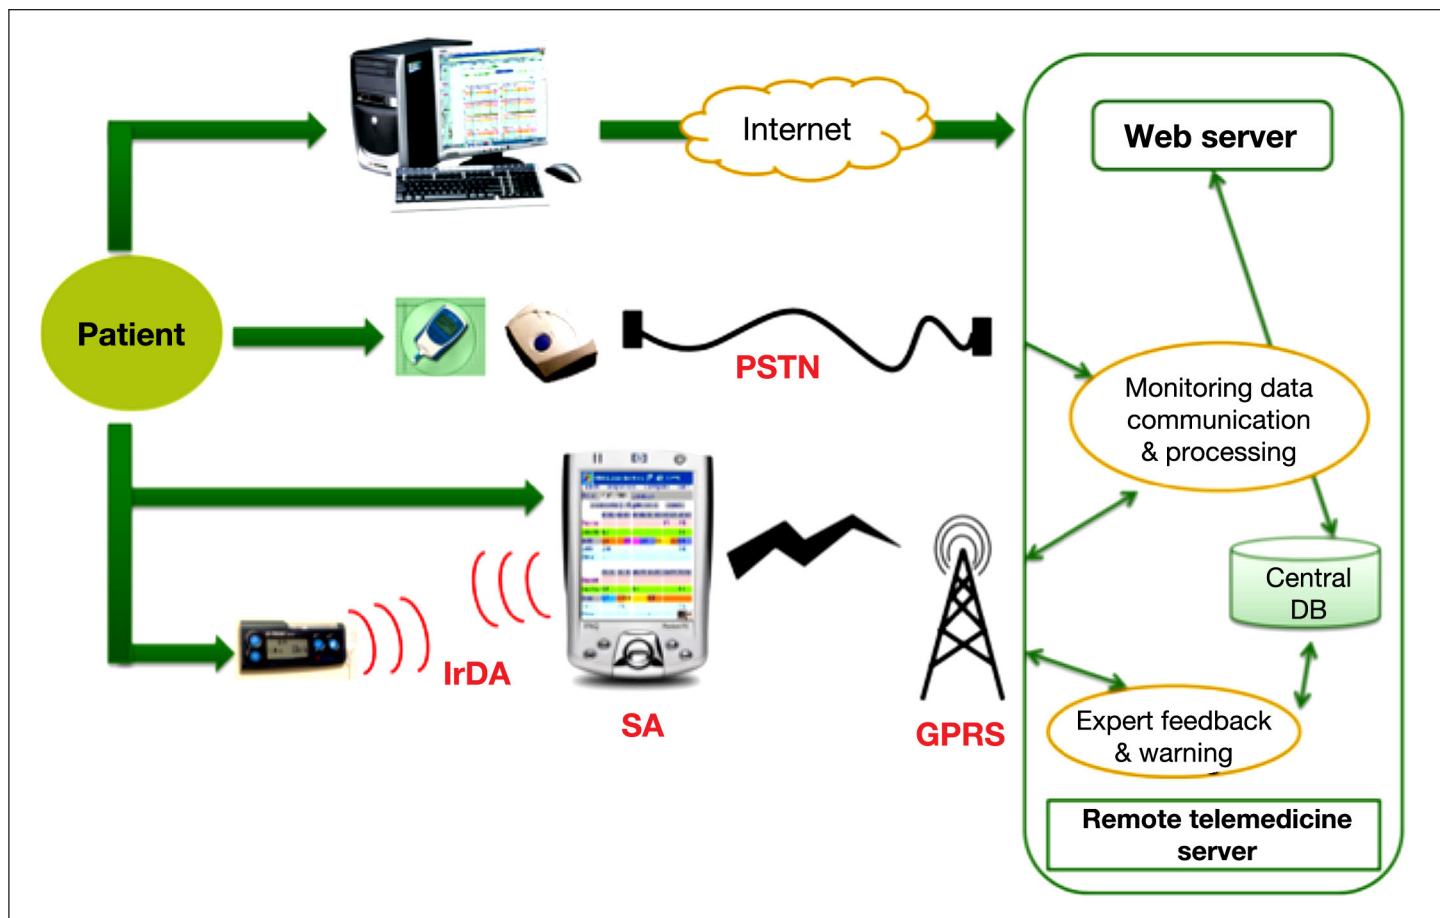 Internet
Web server
Patient
PSTN
Monitoring data
communication
& processing
IrDA
SA
GPRS
Central
DB
Expert feedback
& warning
Remote telemedicine
server